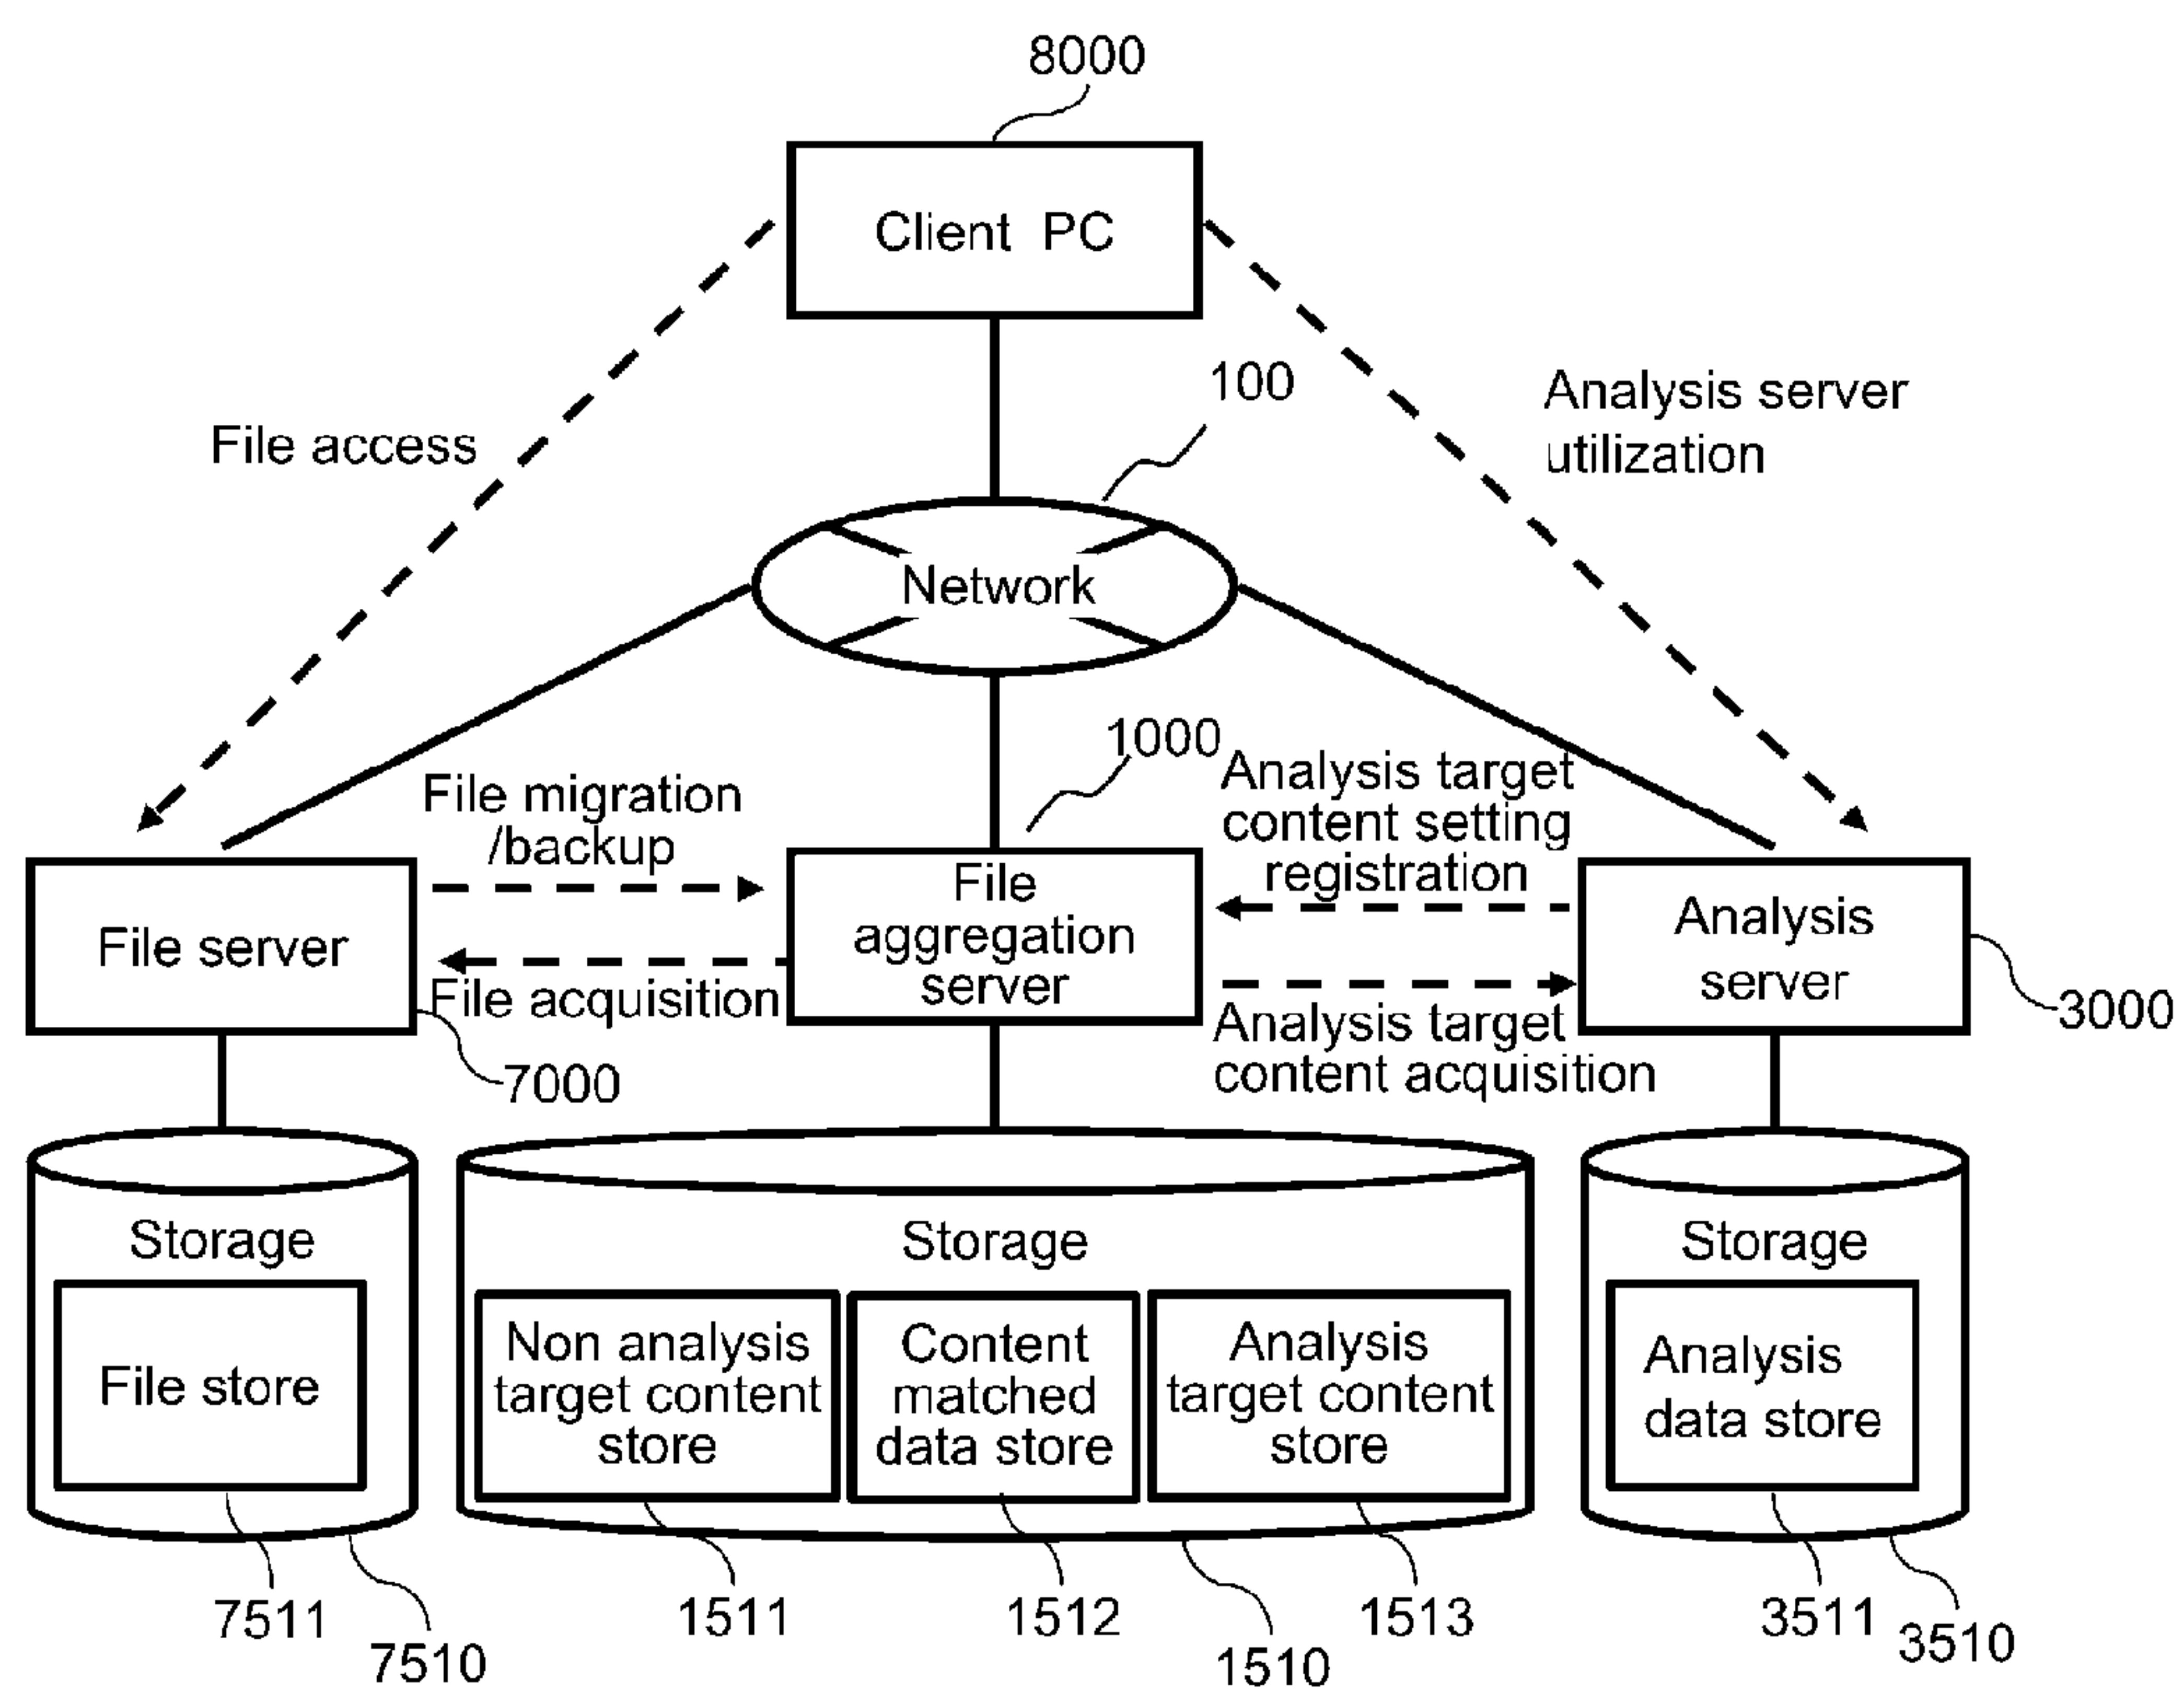 8000
Client PC
100
File access
Analysis server
utilization
Network
1000
File migration
/backup
Analysis target
content setting
registration
File server
File
aggregation
server
Analysis
server
File acquisition
Analysis target
content acquisition
3000
7000
Storage
Storage
Storage
File store
Non analysis
target content
store
Content
matched
data store
Analysis
target content
store
Analysis
data store
7511
7510
1511
1512
1510
1513
3511
3510